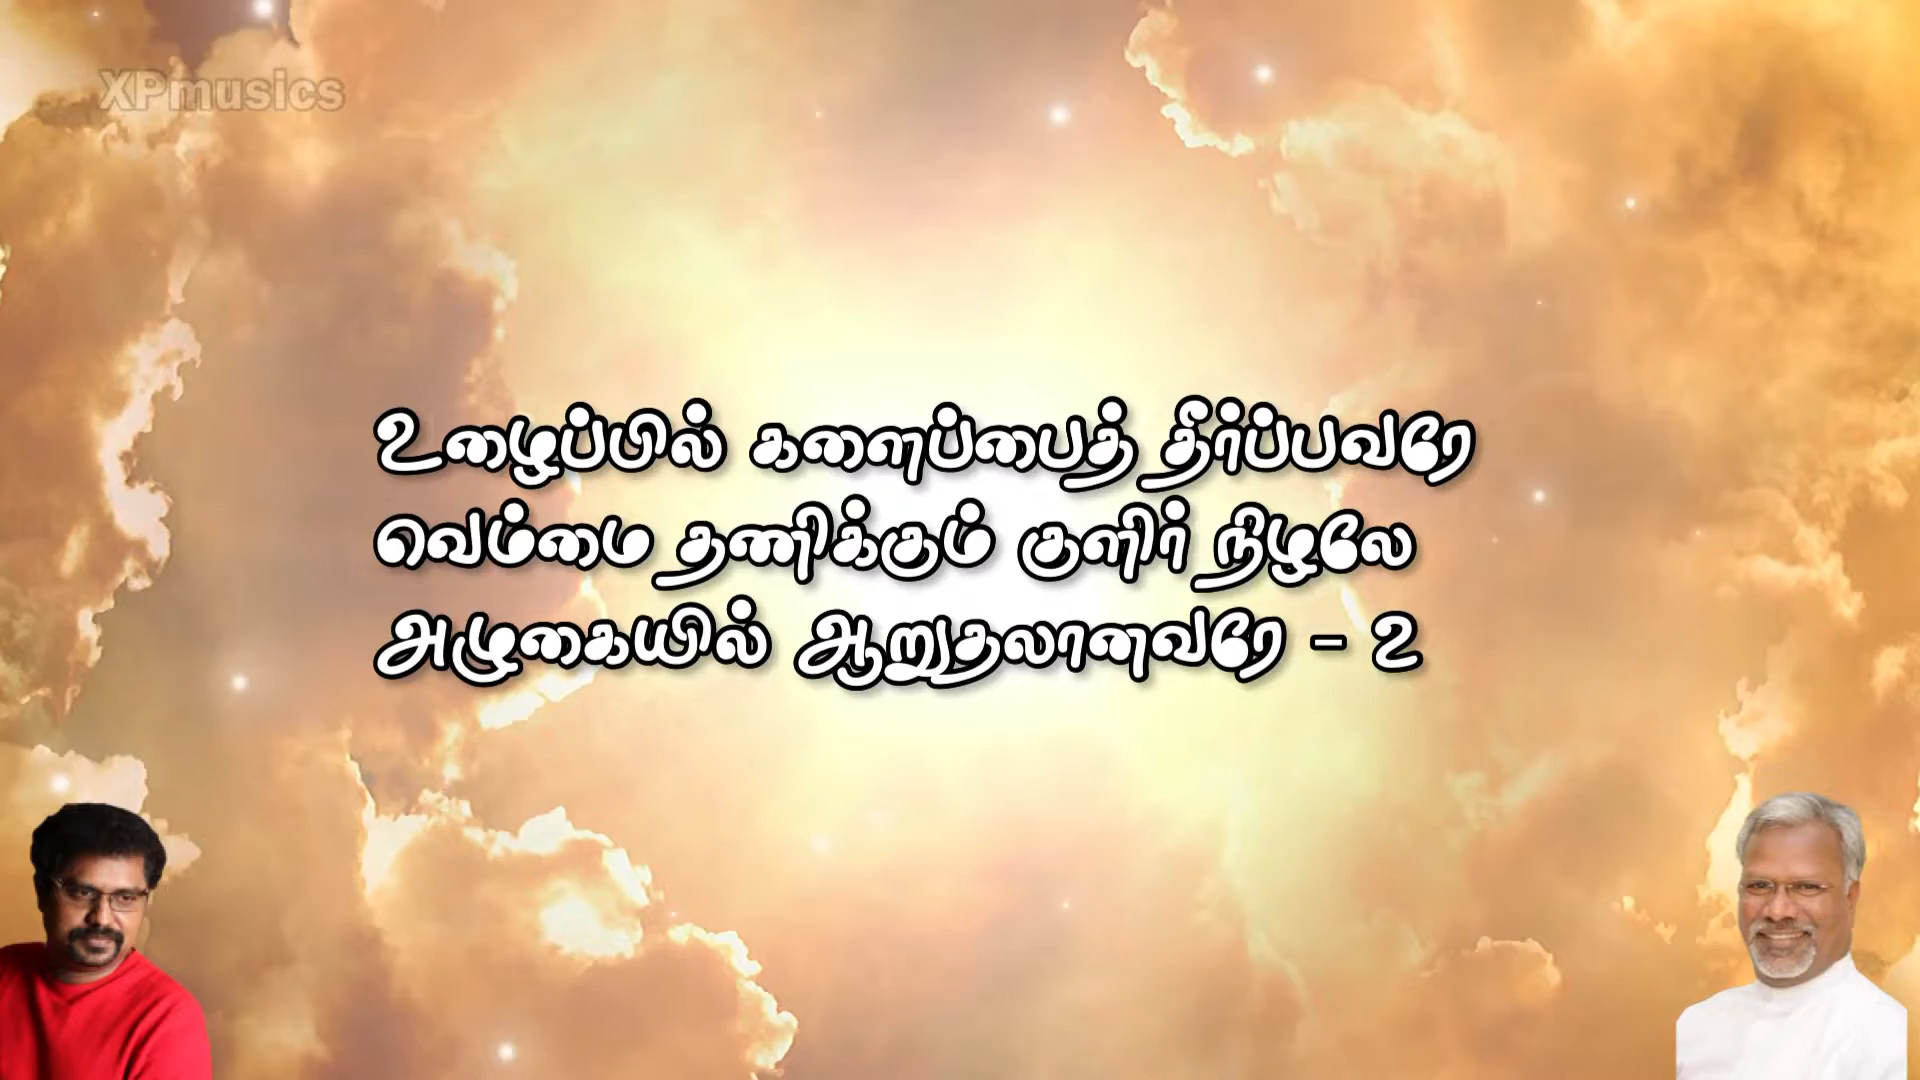 XPmusics
உழைப்பில் களைப்பைத் தீர்ப்பவரே
வெம்மை தணிக்கும் குளிர் நிழலே
அழுகையில் ஆறுதலானவரே - 2